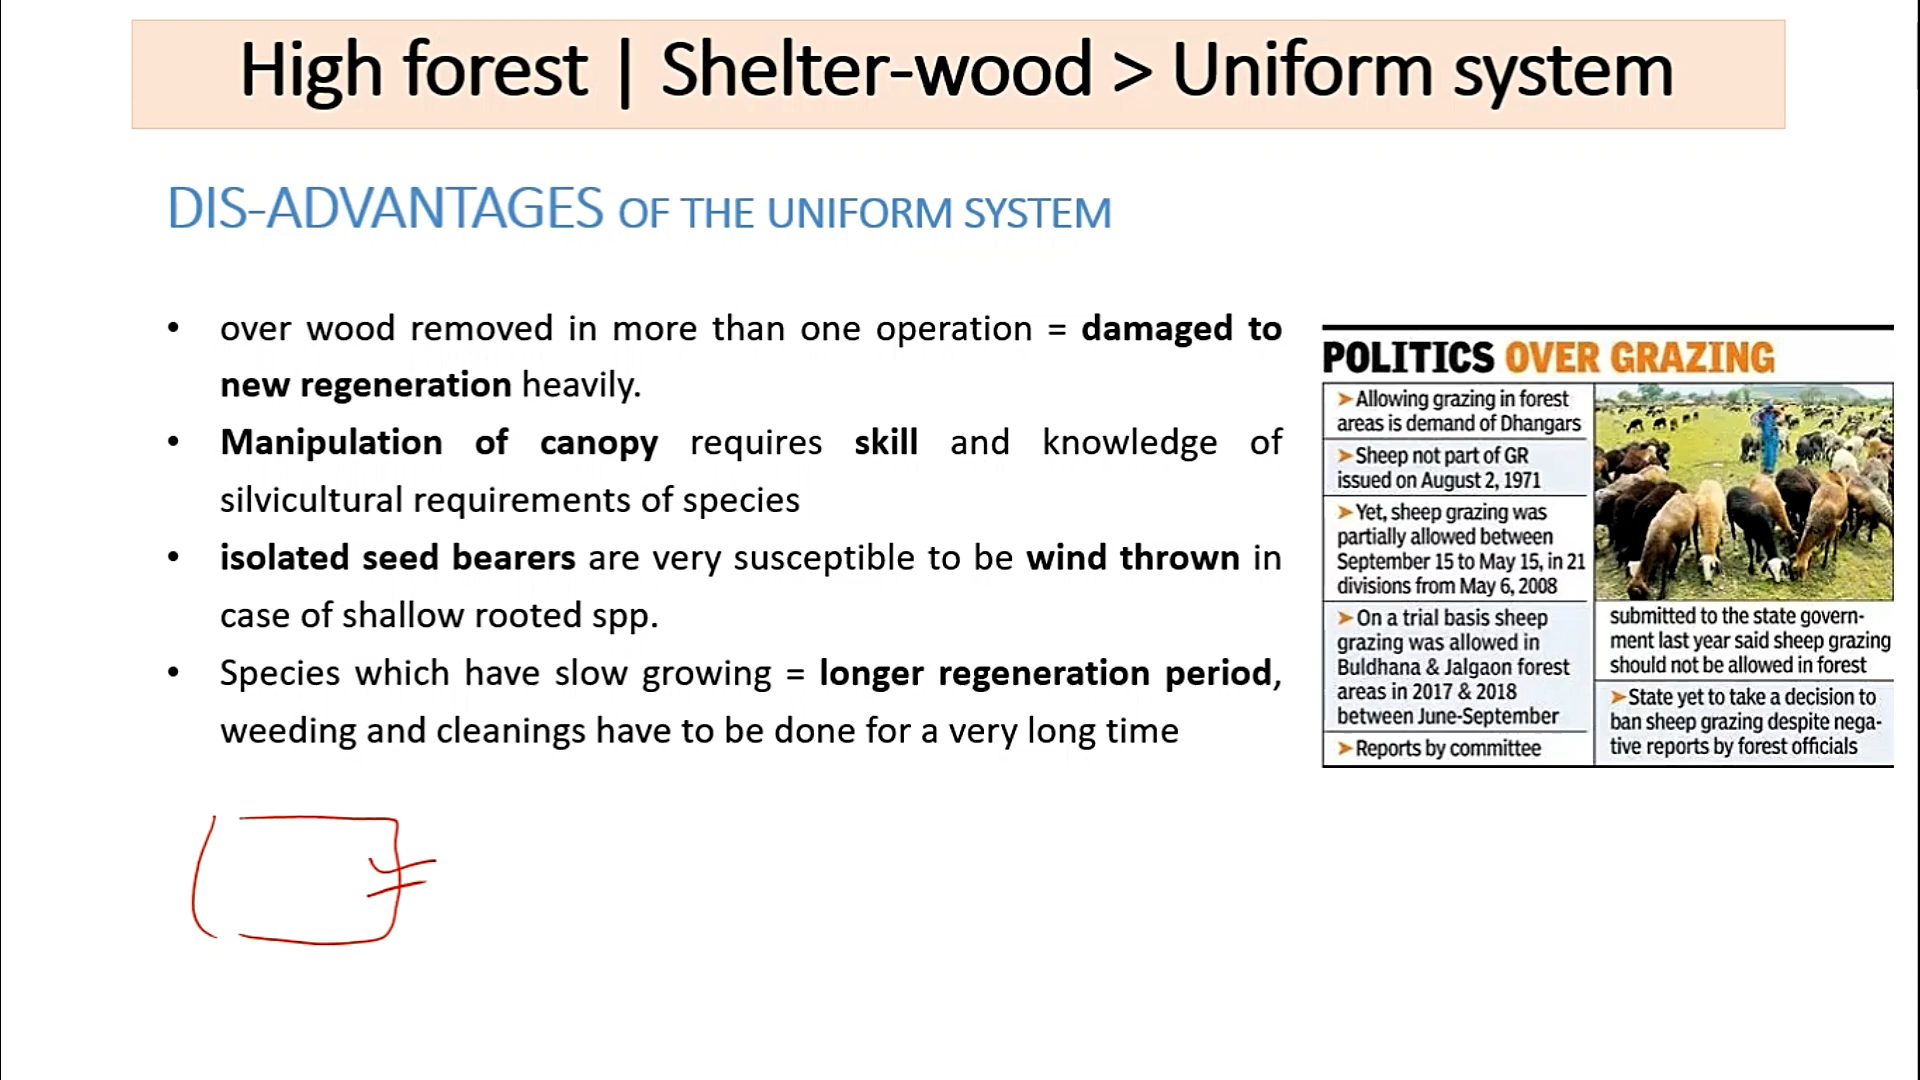 High forest | Shelter-wood > Uniform system
DIS-ADVANTAGES OF THE UNIFORM SYSTEM
• over wood removed in more than one operation = damaged to
new regeneration heavily.
• Manipulation of canopy requires skill and knowledge of
silvicultural requirements of species
• isolated seed bearers are very susceptible to be wind thrown in
case of shallow rooted spp.
• Species which have slow growing = longer regeneration period,
weeding and cleanings have to be done for a very long time
POLITICS OVER GRAZING
➤Allowing grazing in forest
areas is demand of Dhangars
➤Sheep not part of GR
issued on August 2, 1971
➤Yet, sheep grazing was
partially allowed between
September 15 to May 15, in 21
divisions from May 6, 2008
➤On a trial basis sheep
grazing was allowed in
Buldhana & Jalgaon forest
areas in 2017 & 2018
between June-September
➤Reports by committee
submitted to the state govern-
ment last year said sheep grazing
should not be allowed in forest
➤State yet to take a decision to
ban sheep grazing despite nega-
tive reports by forest officials